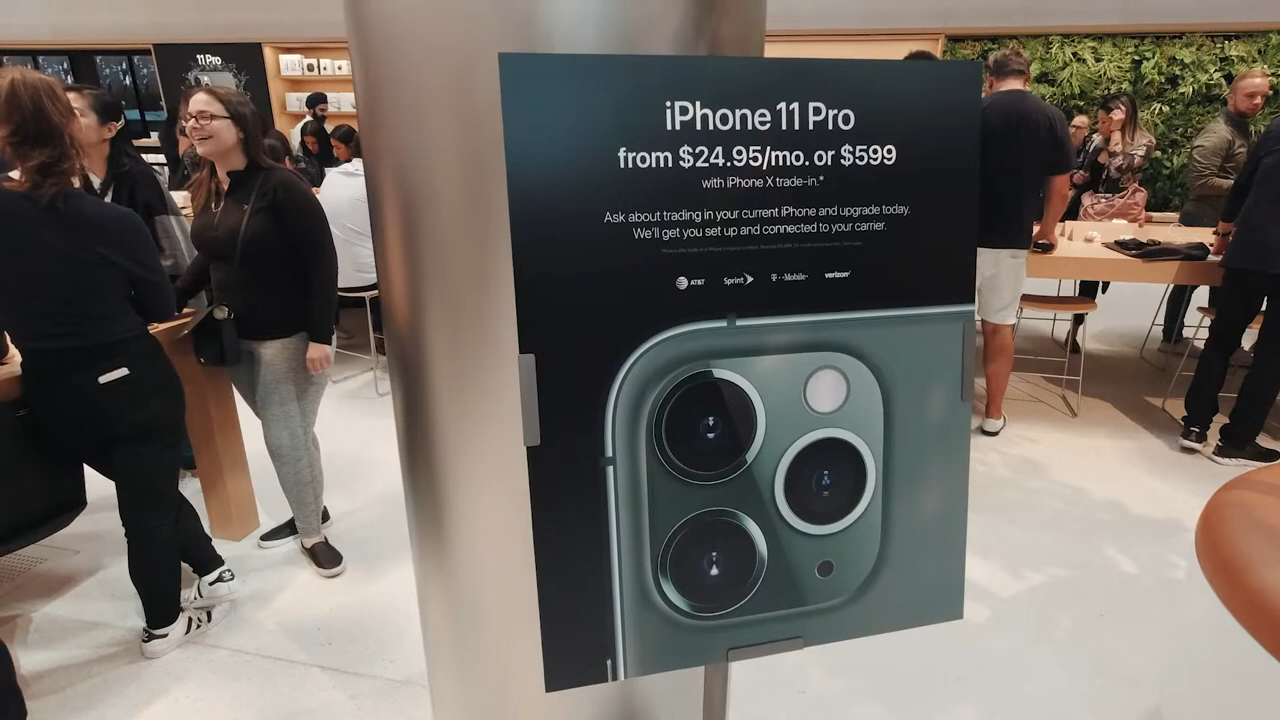 11 Pro
iPhone 11 Pro
from $24.95/mo. or $599
with iPhone X trade-in.*
Ask about trading in your current iPhone and upgrade today.
We'll get you set up and connected to your carrier.
AT&T Sprint T-Mobile verizon